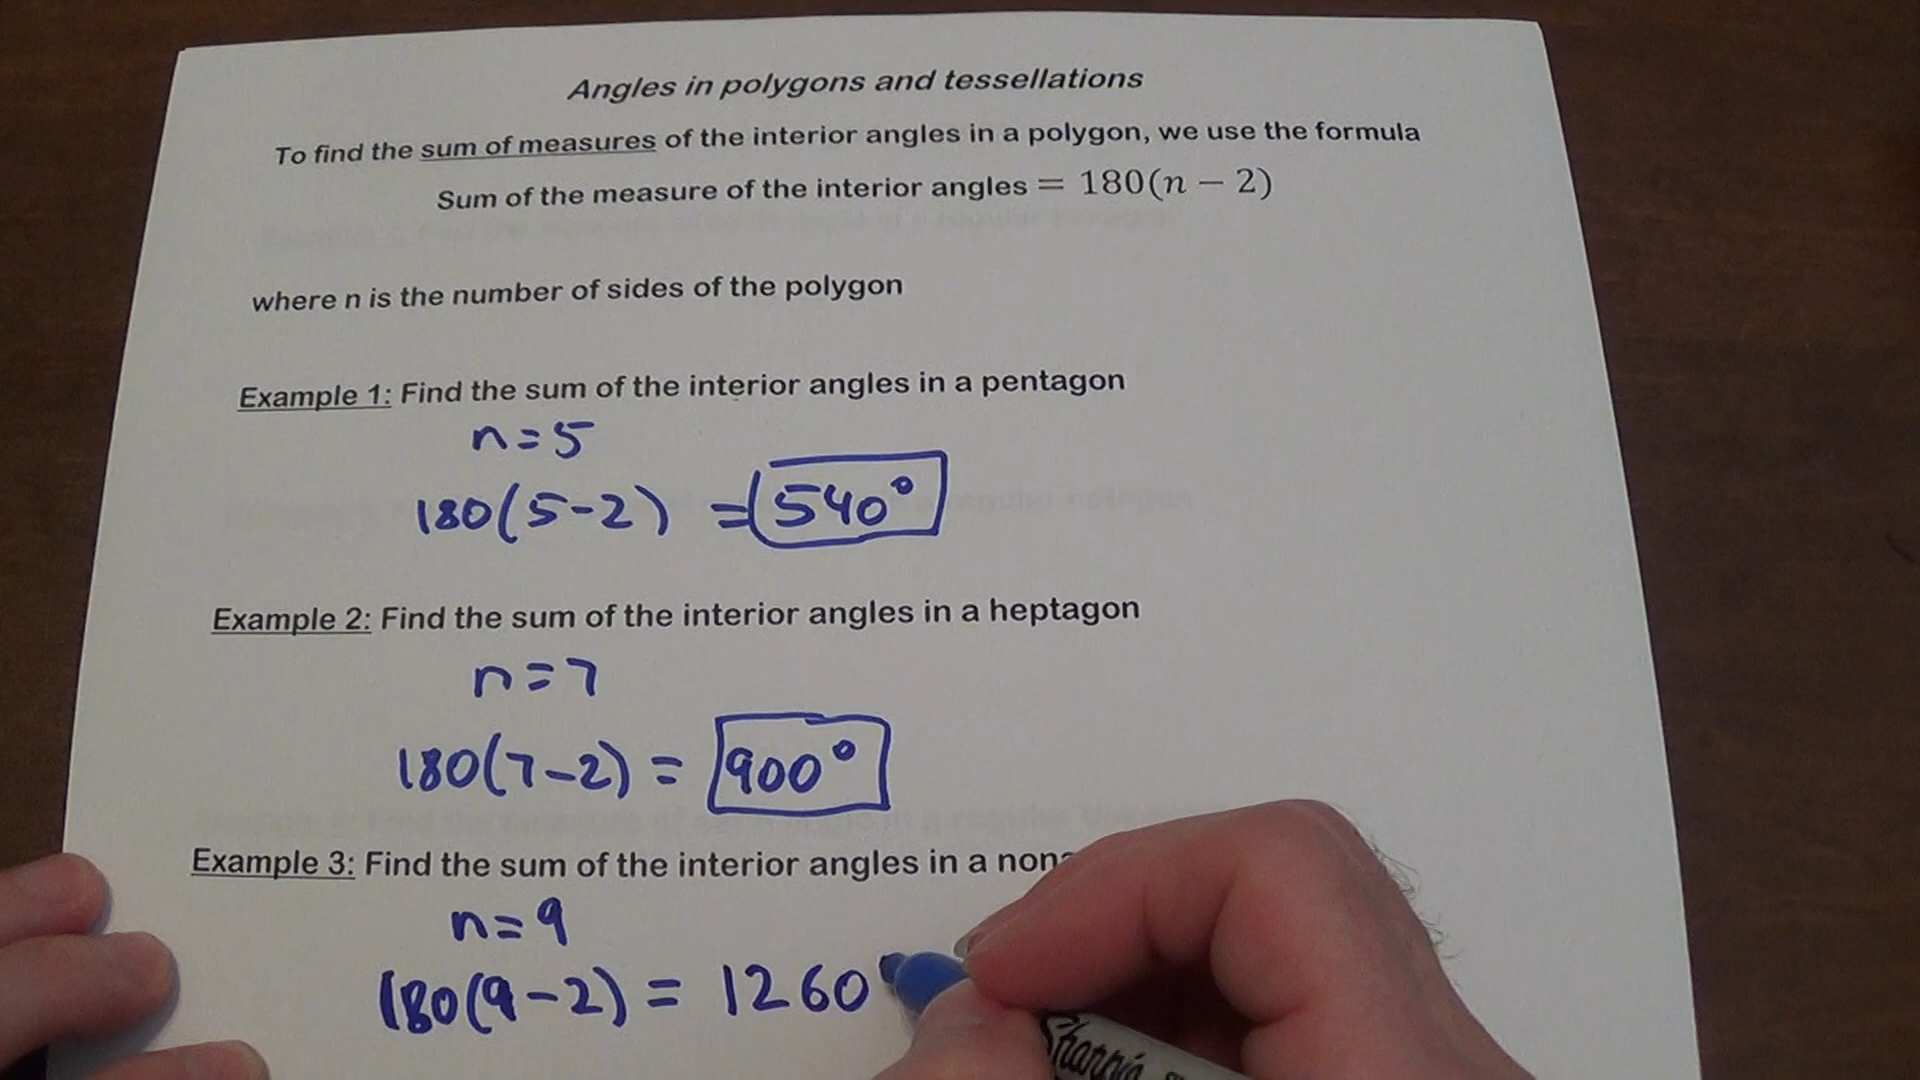 Angles in polygons and tessellations
To find the sum of measures of the interior angles in a polygon, we use the formula
Sum of the measure of the interior angles = 180(n − 2)
where n is the number of sides of the polygon
Example 1: Find the sum of the interior angles in a pentagon
n=5
180(5-2) = 540°
Example 2: Find the sum of the interior angles in a heptagon
n=7
180(7-2) = 900°
Example 3: Find the sum of the interior angles in a
n=9
180(9-2) = 1260
Sharpie